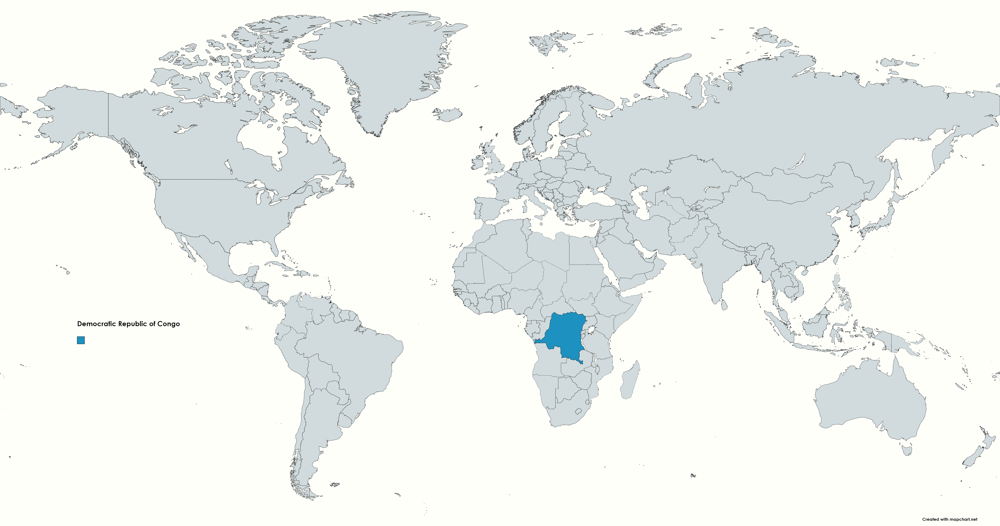 Democratic Republic of Congo
Created with mapchart.net